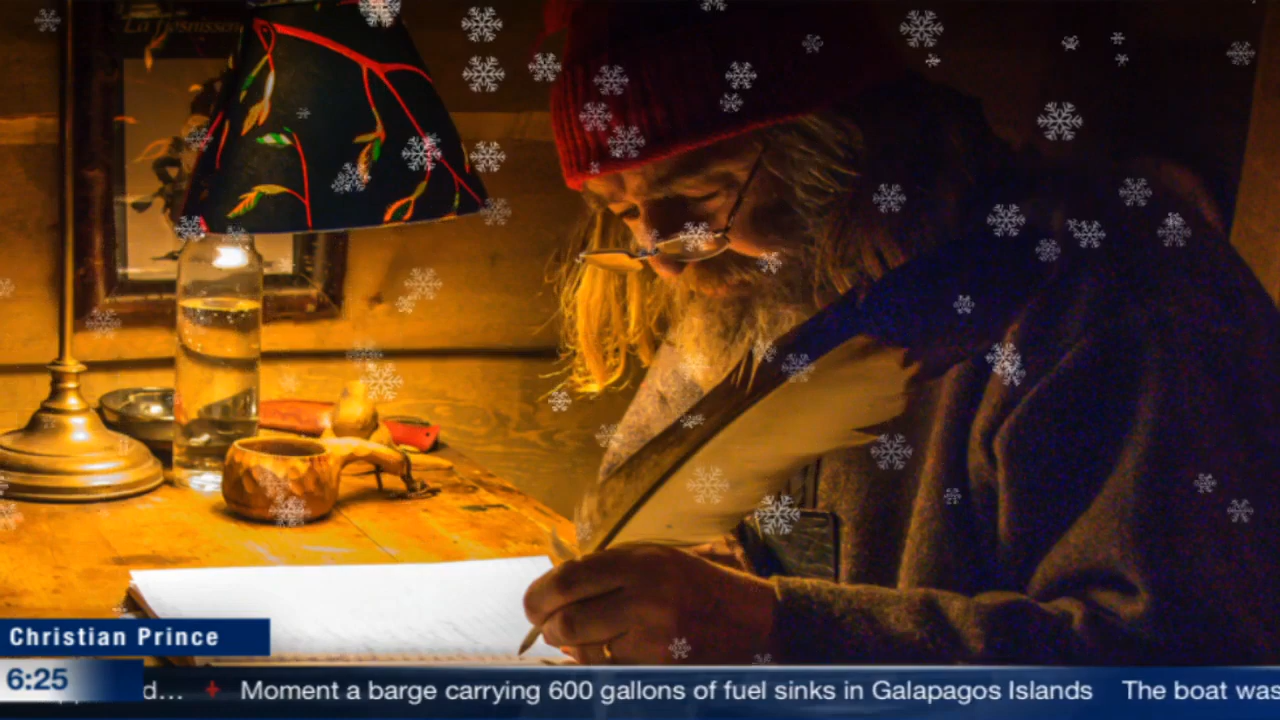 Christian Prince
6:25
d... + Moment a barge carrying 600 gallons of fuel sinks in Galapagos Islands The boat was